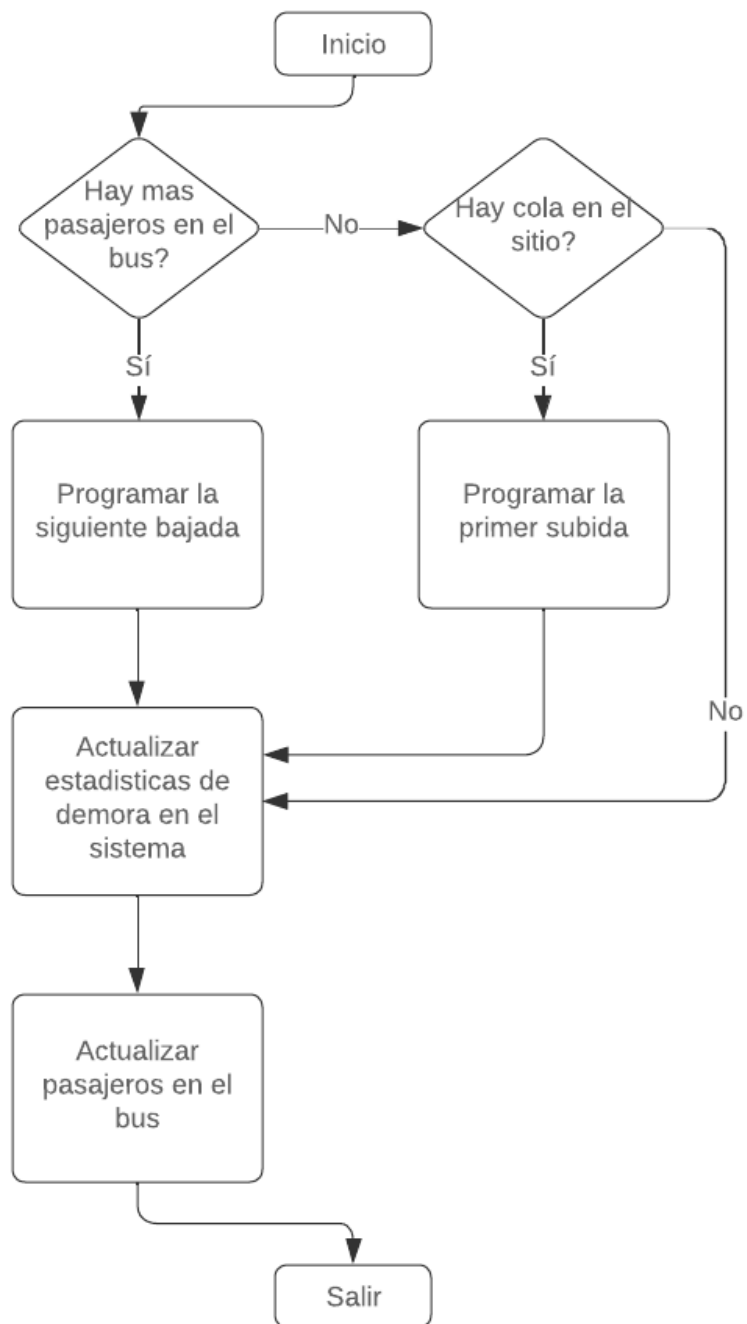 Inicio
Hay mas
pasajeros en el
bus?
No
Hay cola en el
sitio?
Sí
Sí
Programar la
siguiente bajada
Programar la
primer subida
No
Actualizar
estadisticas de
demora en el
sistema
Actualizar
pasajeros en el
bus
Salir